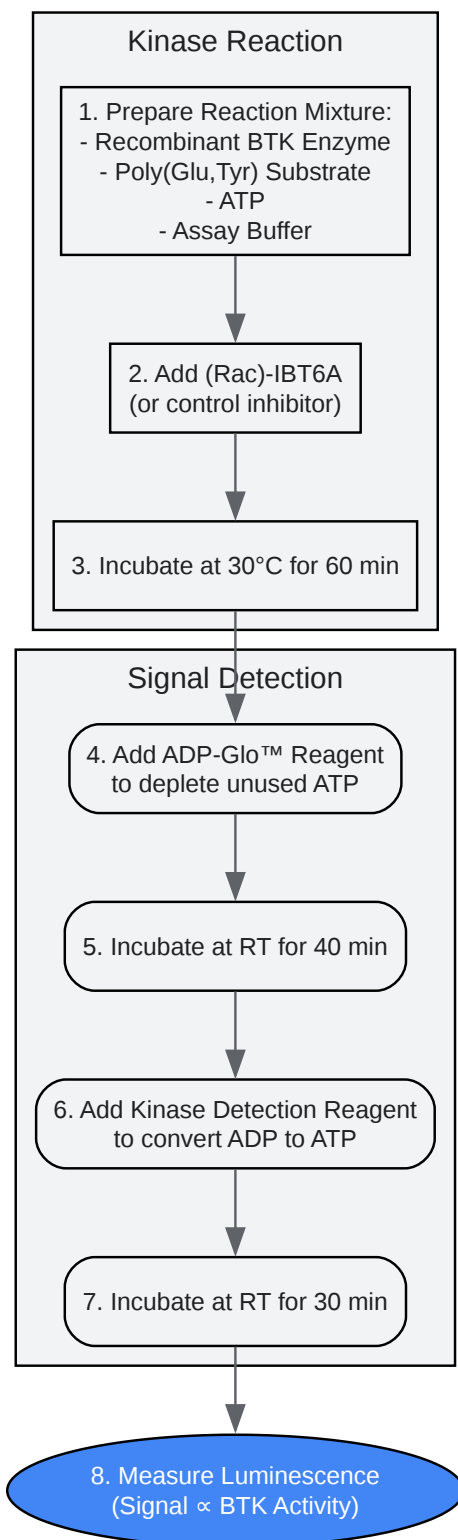 Kinase Reaction
1. Prepare Reaction Mixture:
- Recombinant BTK Enzyme
- Poly(Glu,Tyr) Substrate
- ATP
- Assay Buffer
2. Add (Rac)-IBT6A
(or control inhibitor)
3. Incubate at 30°C for 60 min
Signal Detection
4. Add ADP-Glo™ Reagent
to deplete unused ATP
5. Incubate at RT for 40 min
6. Add Kinase Detection Reagent
to convert ADP to ATP
7. Incubate at RT for 30 min
8. Measure Luminescence
(Signal ∝ BTK Activity)